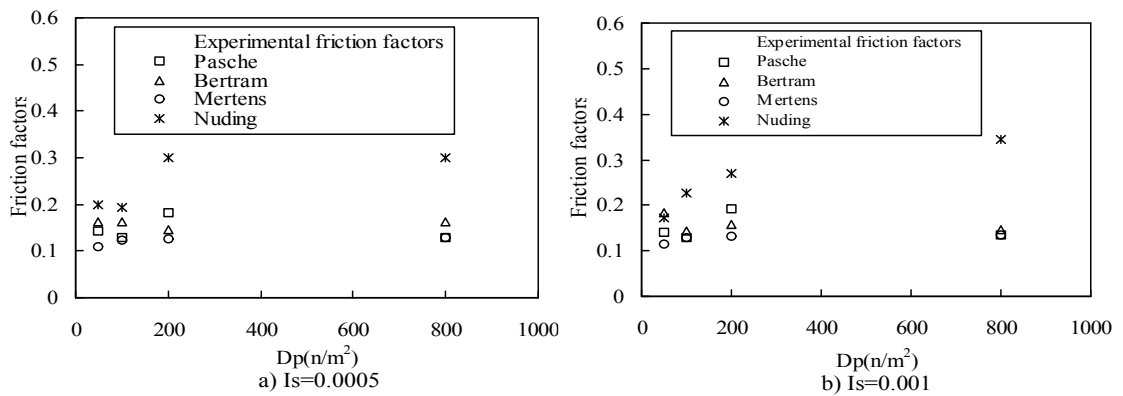 0.6
0.5
0.4
0.3
0.2
0.1
0
Friction factors
Experimental friction factors
Pasche
Bertram
Mertens
Nuding
0 200 400 600 800 1000
Dp(n/m²)
a) Is=0.0005
0.6
0.5
0.4
0.3
0.2
0.1
0
Friction factors
Experimental friction factors
Pasche
Bertram
Mertens
Nuding
0 200 400 600 800 1000
Dp(n/m²)
b) Is=0.001